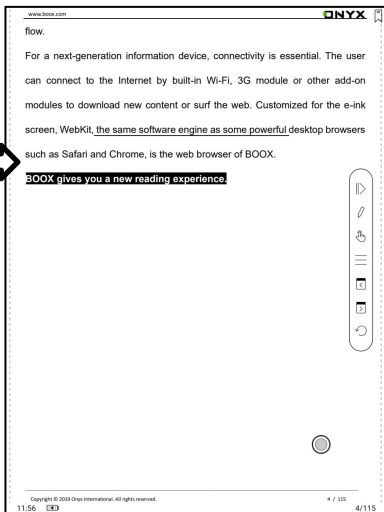 www.boox.com
ONYX
flow.
For a next-generation information device, connectivity is essential. The user
can connect to the Internet by built-in Wi-Fi, 3G module or other add-on
modules to download new content or surf the web. Customized for the e-ink
screen, WebKit, the same software engine as some powerful desktop browsers
such as Safari and Chrome, is the web browser of BOOX.
BOOX gives you a new reading experience.
Copyright © 2019 Onyx International. All rights reserved.
4 / 115
11:56
4/115